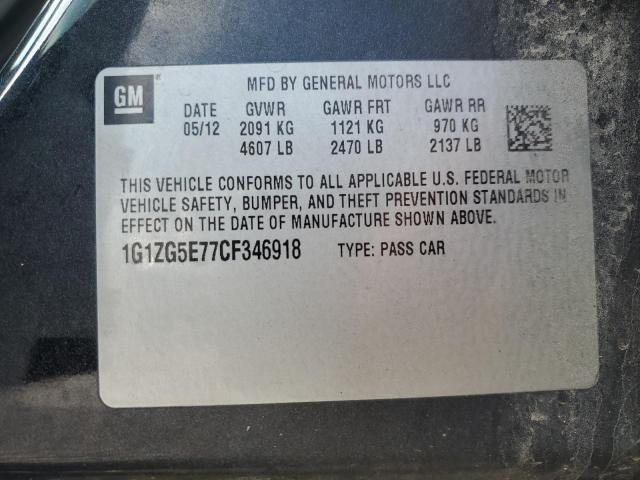 GM
MFD BY GENERAL MOTORS LLC
DATE GVWR GAWR FRT GAWR RR
05/12 2091 KG 1121 KG 970 KG
4607 LB 2470 LB 2137 LB
THIS VEHICLE CONFORMS TO ALL APPLICABLE U.S. FEDERAL MOTOR
VEHICLE SAFETY, BUMPER, AND THEFT PREVENTION STANDARDS IN
EFFECT ON THE DATE OF MANUFACTURE SHOWN ABOVE.
1G1ZG5E77CF346918 TYPE: PASS CAR